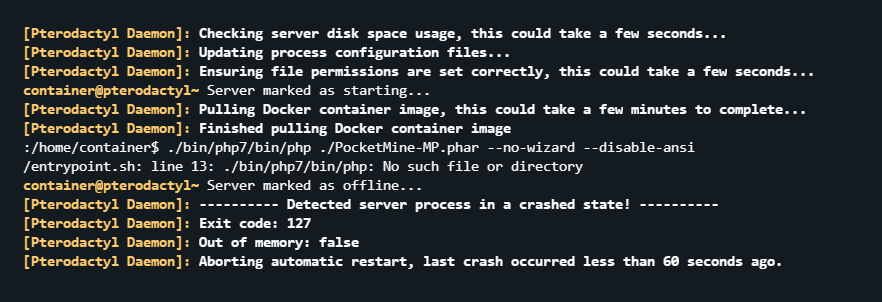 [Pterodactyl Daemon]: Checking server disk space usage, this could take a few seconds...
[Pterodactyl Daemon]: Updating process configuration files...
[Pterodactyl Daemon]: Ensuring file permissions are set correctly, this could take a few seconds...
container@pterodactyl~ Server marked as starting...
[Pterodactyl Daemon]: Pulling Docker container image, this could take a few minutes to complete...
[Pterodactyl Daemon]: Finished pulling Docker container image
:/home/container$ ./bin/php7/bin/php ./PocketMine-MP.phar --no-wizard --disable-ansi
/entrypoint.sh: line 13: ./bin/php7/bin/php: No such file or directory
container@pterodactyl~ Server marked as offline...
[Pterodactyl Daemon]: ---------- Detected server process in a crashed state! ----------
[Pterodactyl Daemon]: Exit code: 127
[Pterodactyl Daemon]: Out of memory: false
[Pterodactyl Daemon]: Aborting automatic restart, last crash occurred less than 60 seconds ago.